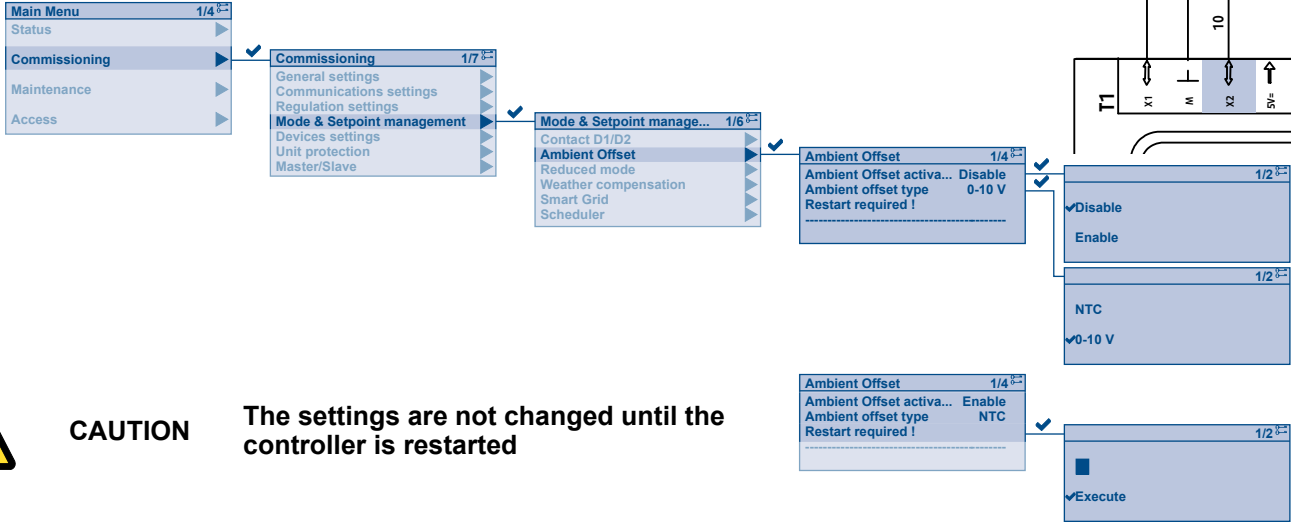 Main Menu 1/4
Status
Commissioning
Maintenance
Access
Commissioning 1/7
General settings
Communications settings
Regulation settings
Mode & Setpoint management
Devices settings
Unit protection
Master/Slave
Mode & Setpoint manage... 1/6
Contact D1/D2
Ambient Offset
Reduced mode
Weather compensation
Smart Grid
Scheduler
Ambient Offset 1/4
Ambient Offset activa... Disable
Ambient offset type 0-10 V
Restart required !
10
T1
X1
M
X2
5V=
1/2
Disable
Enable
1/2
NTC
0-10 V
CAUTION
The settings are not changed until the
controller is restarted
Ambient Offset 1/4
Ambient Offset activa... Enable
Ambient offset type NTC
Restart required !
1/2
Execute